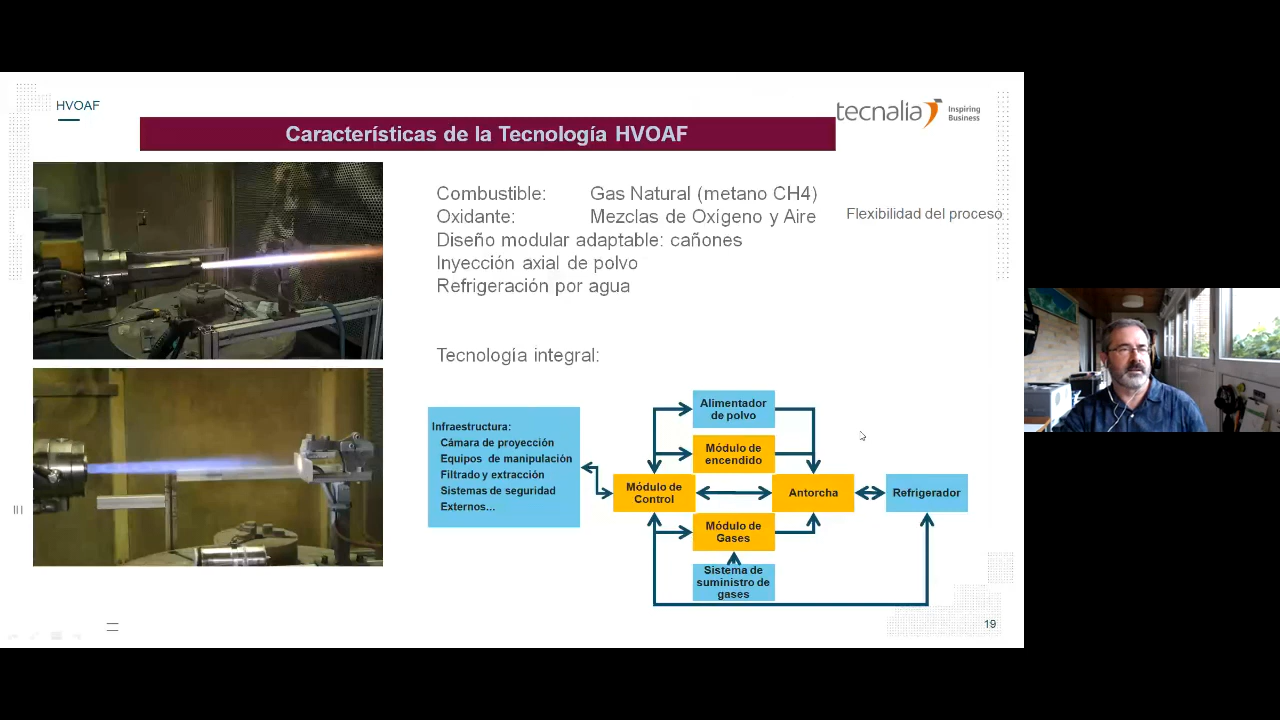 HVOAF
tecnalia Inspiring
Business
Características de la Tecnología HVOAF
Combustible: Gas Natural (metano CH4)
Oxidante: Mezclas de Oxígeno y Aire
Flexibilidad del proceso
Diseño modular adaptable: cañones
Inyección axial de polvo
Refrigeración por agua
Tecnología integral:
Infraestructura:
Cámara de proyección
Equipos de manipulación
Filtrado y extracción
Sistemas de seguridad
Externos...
Alimentador
de polvo
Módulo de
encendido
Módulo de
Control
Antorcha
Refrigerador
Módulo de
Gases
Sistema de
suministro de
gases
19